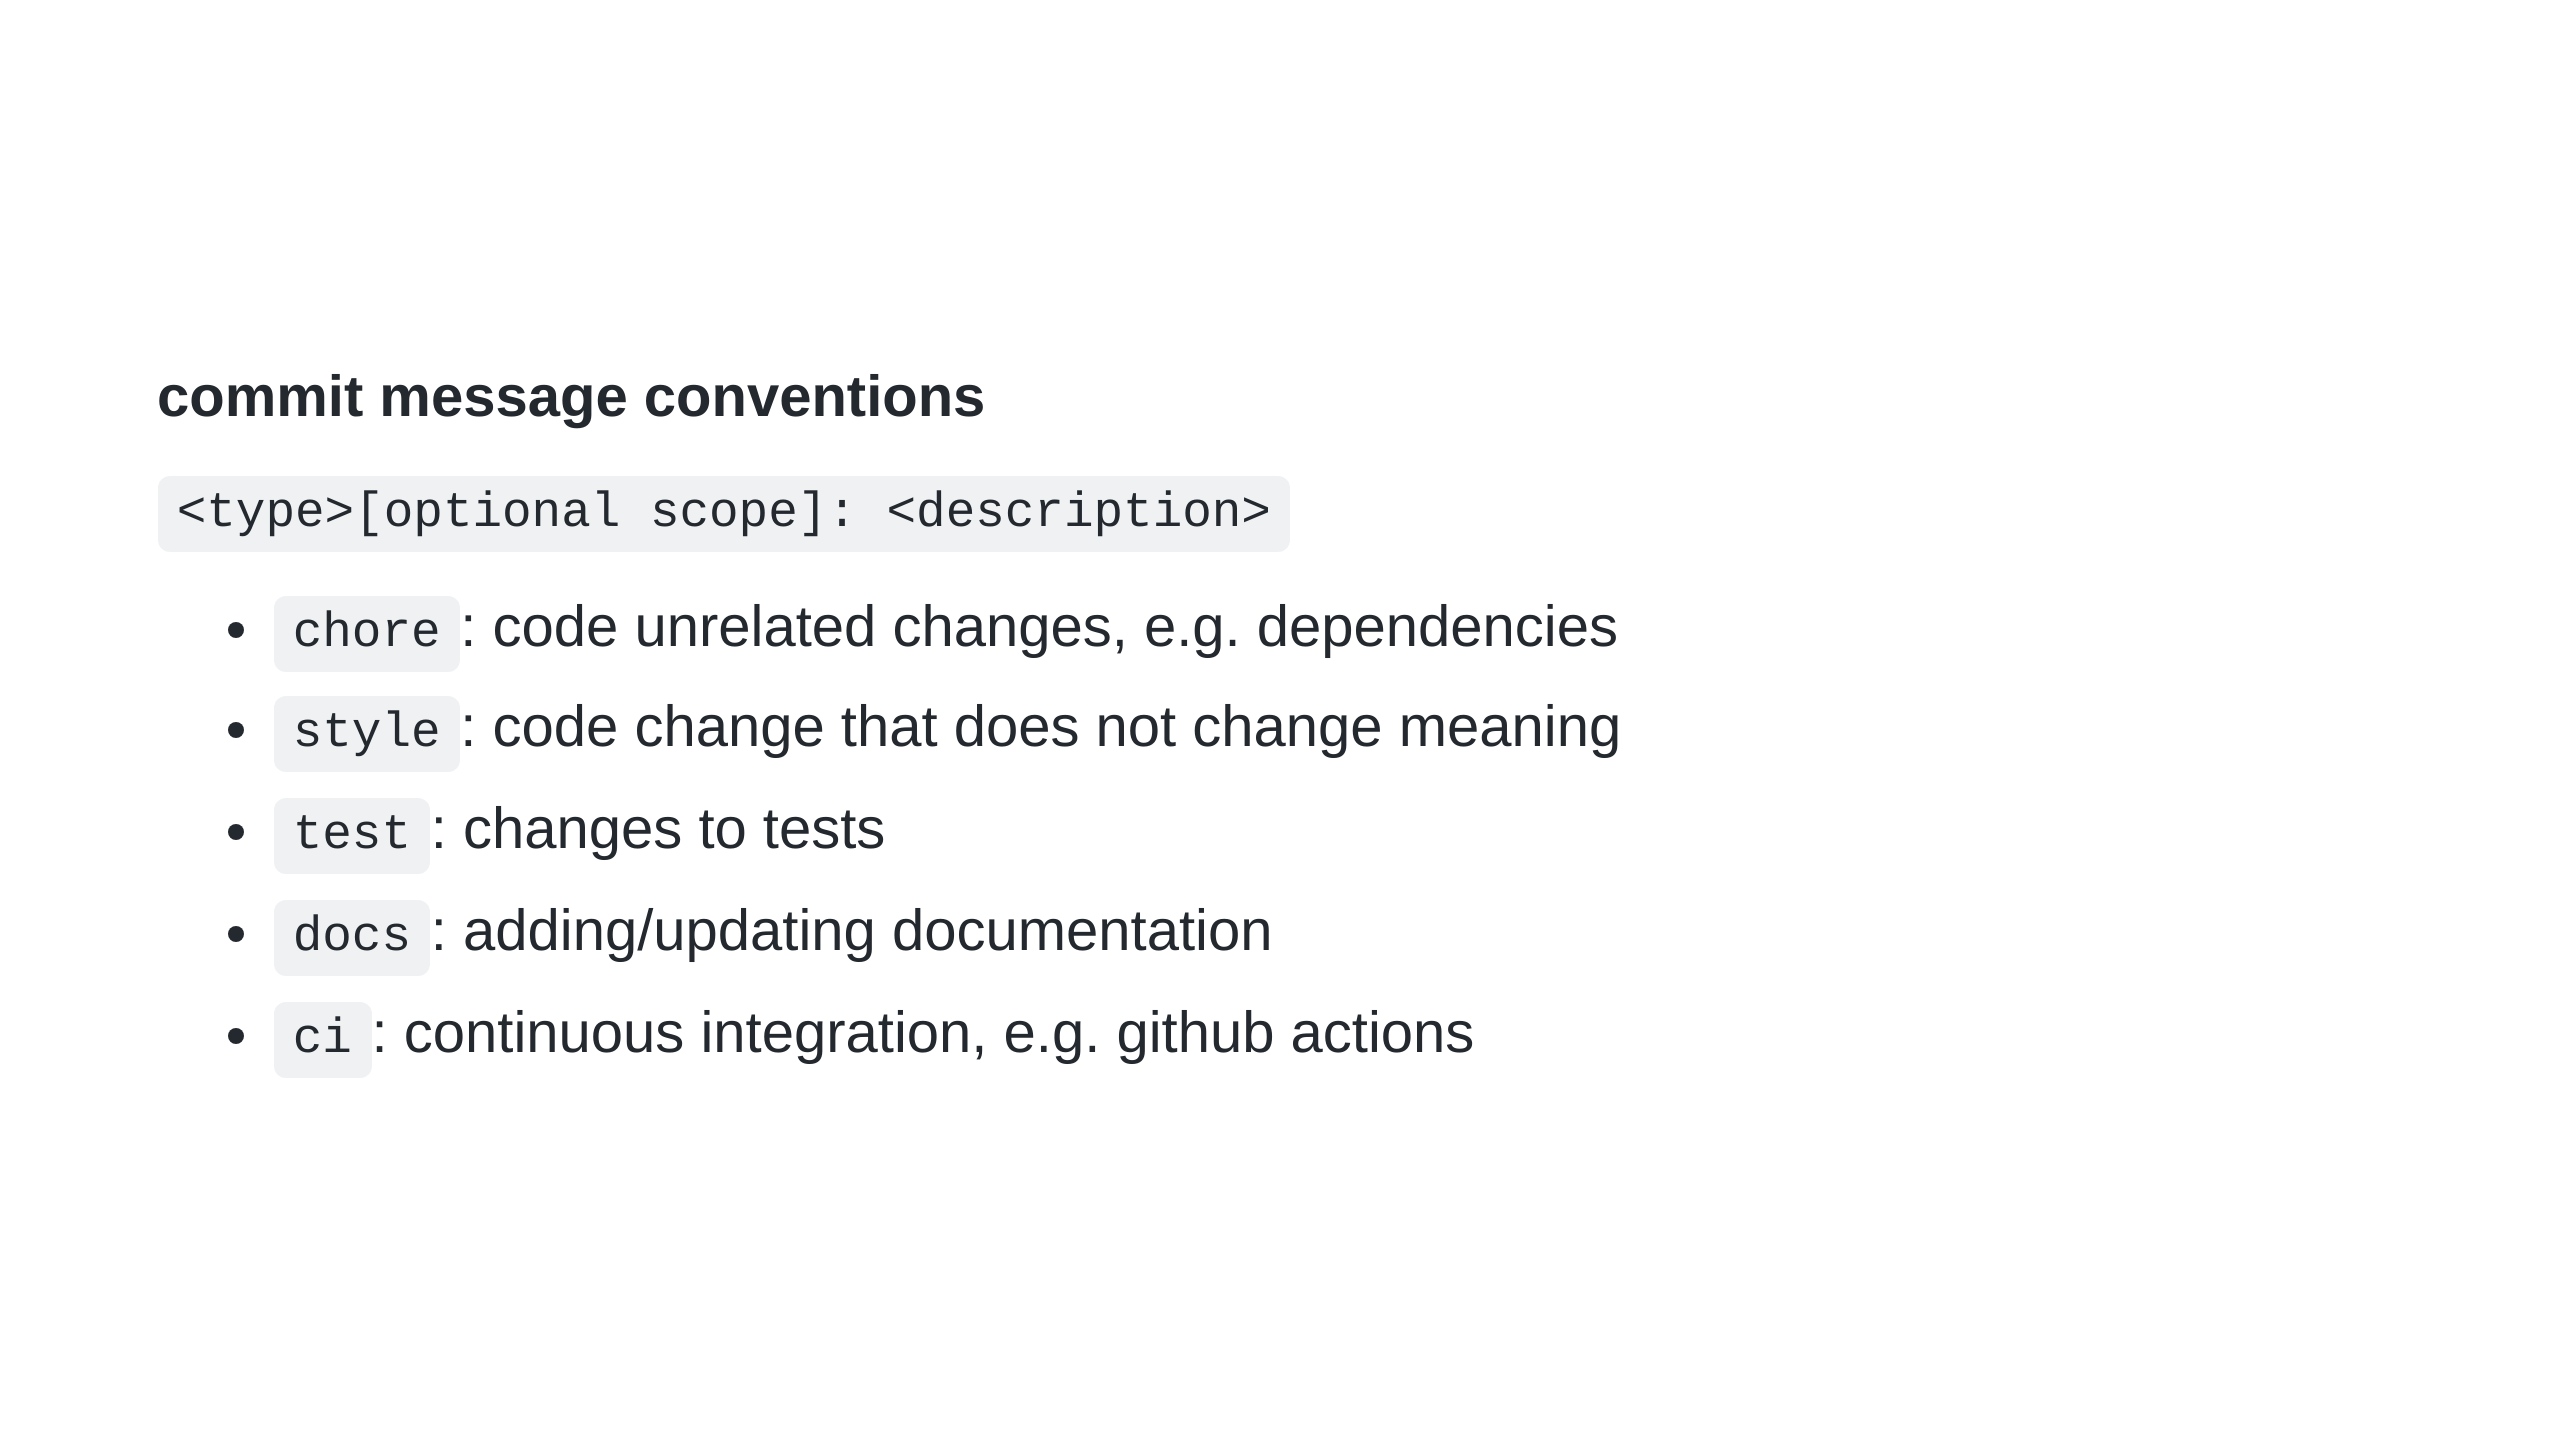 commit message conventions
<type>[optional scope]: <description>
• chore: code unrelated changes, e.g. dependencies
• style: code change that does not change meaning
• test: changes to tests
• docs: adding/updating documentation
• ci: continuous integration, e.g. github actions